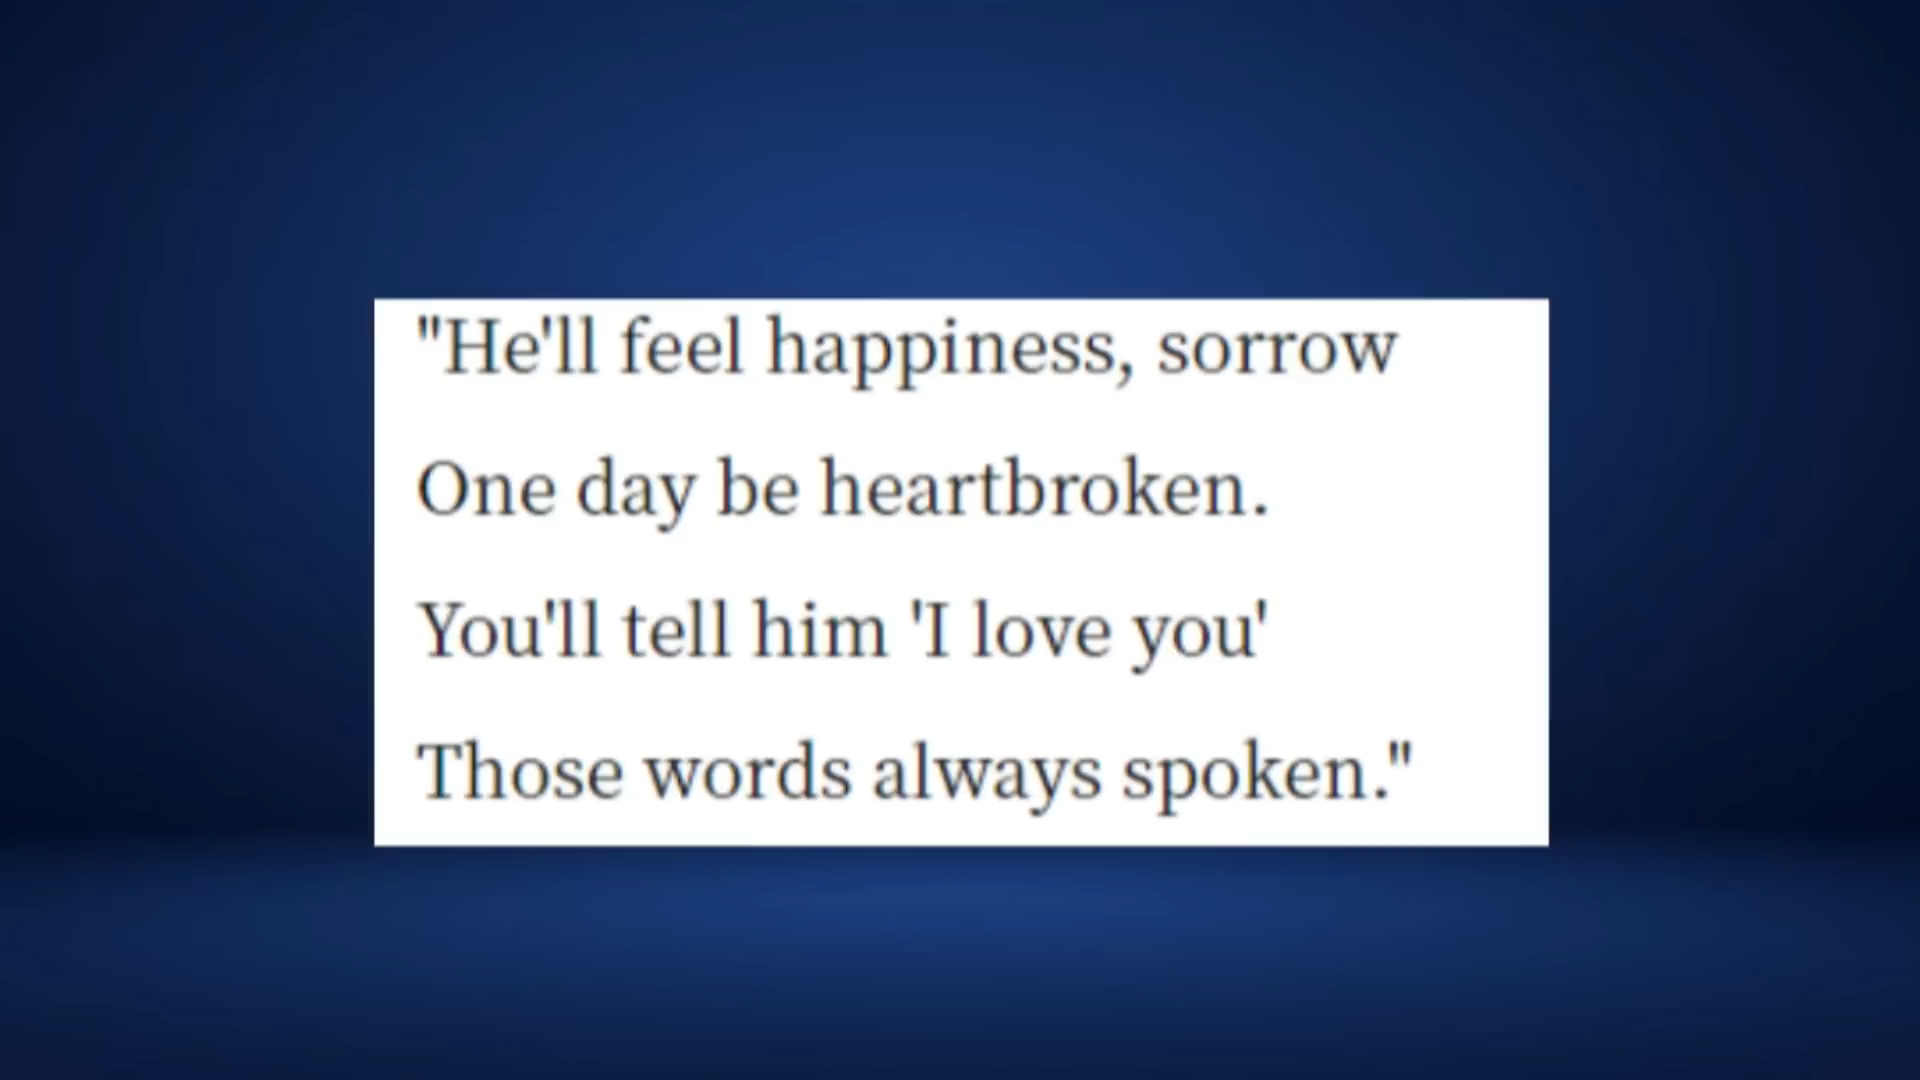 "He'll feel happiness, sorrow
One day be heartbroken.
You'll tell him 'I love you'
Those words always spoken."